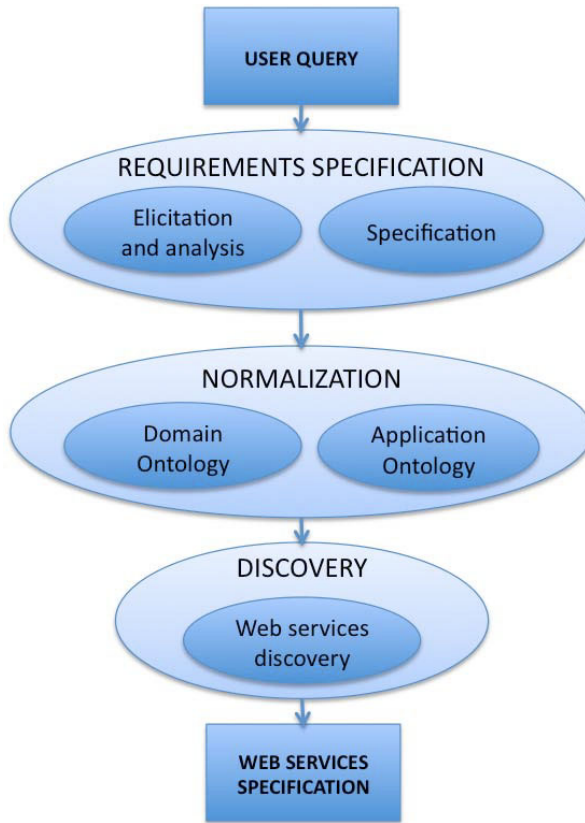 USER QUERY
REQUIREMENTS SPECIFICATION
Elicitation
and analysis
Specification
NORMALIZATION
Domain
Ontology
Application
Ontology
DISCOVERY
Web services
discovery
WEB SERVICES
SPECIFICATION